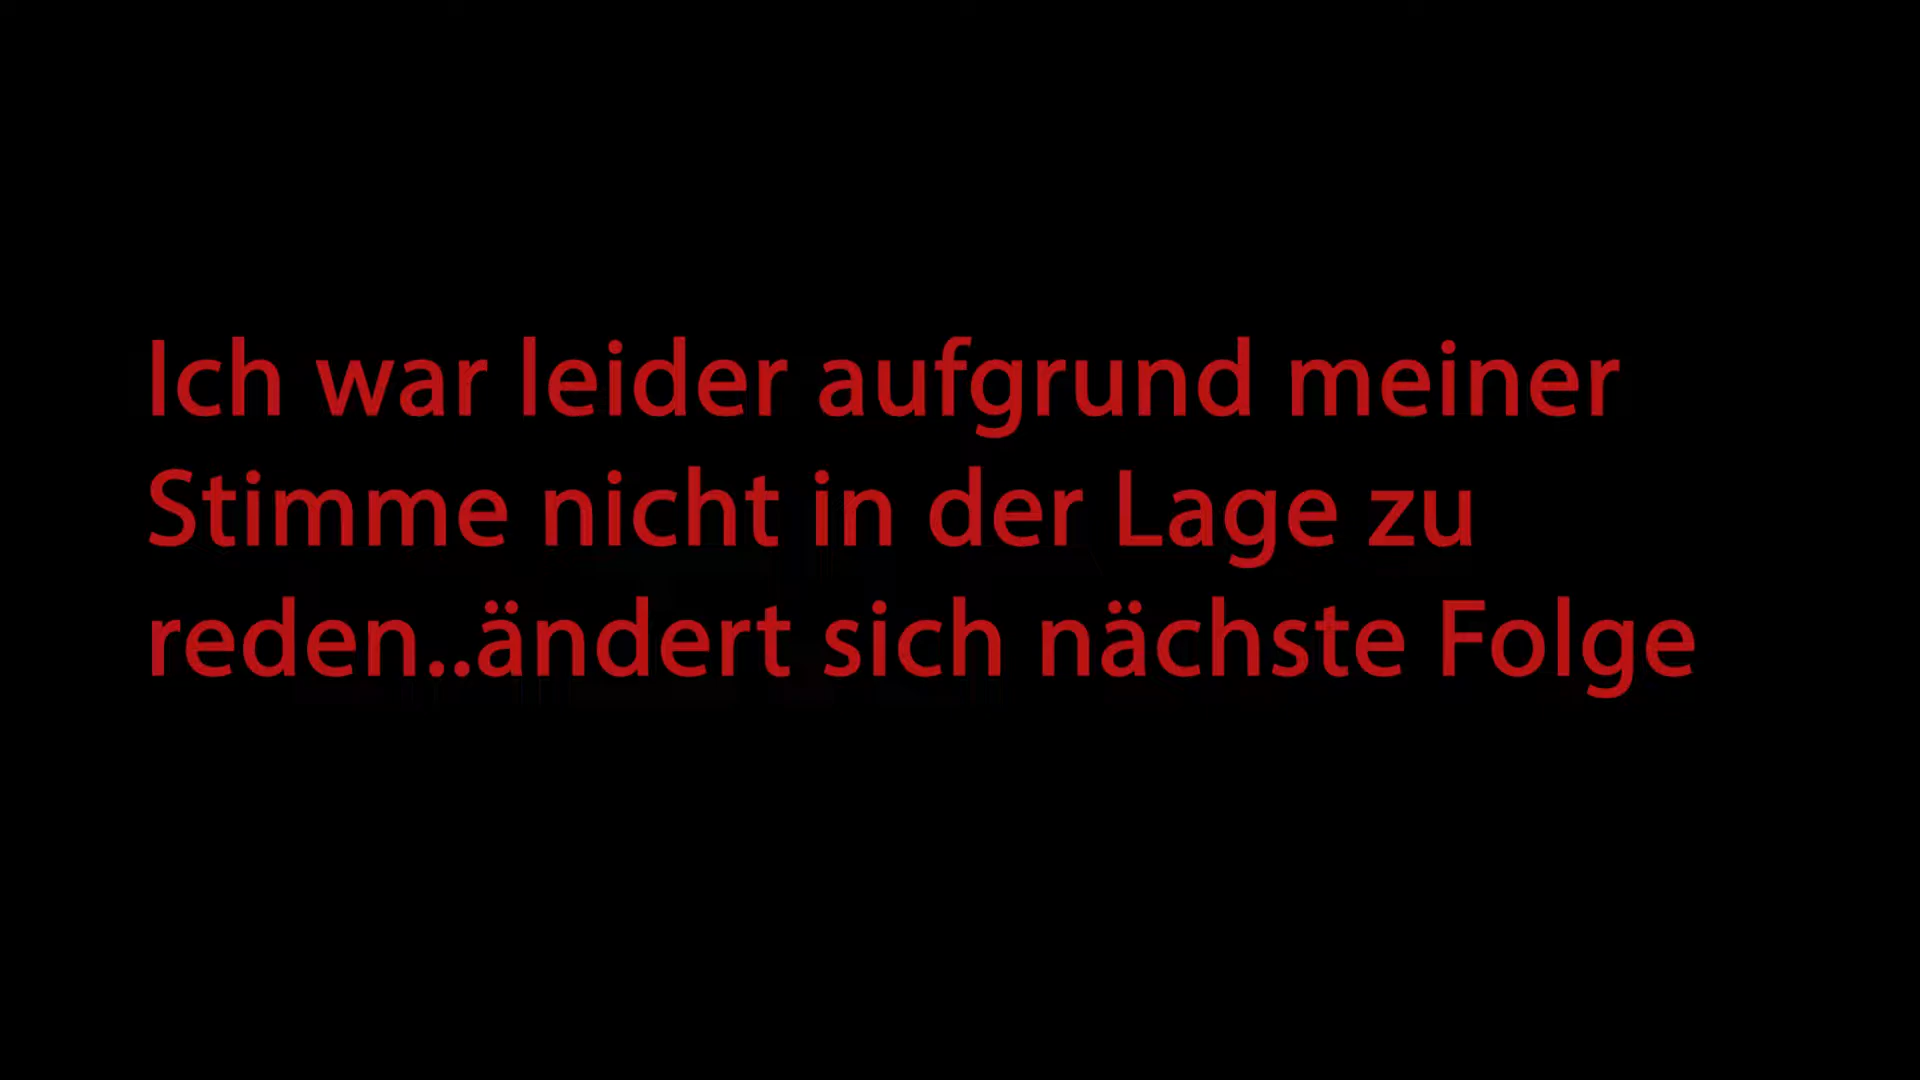 Ich war leider aufgrund meiner
Stimme nicht in der Lage zu
reden..ändert sich nächste Folge